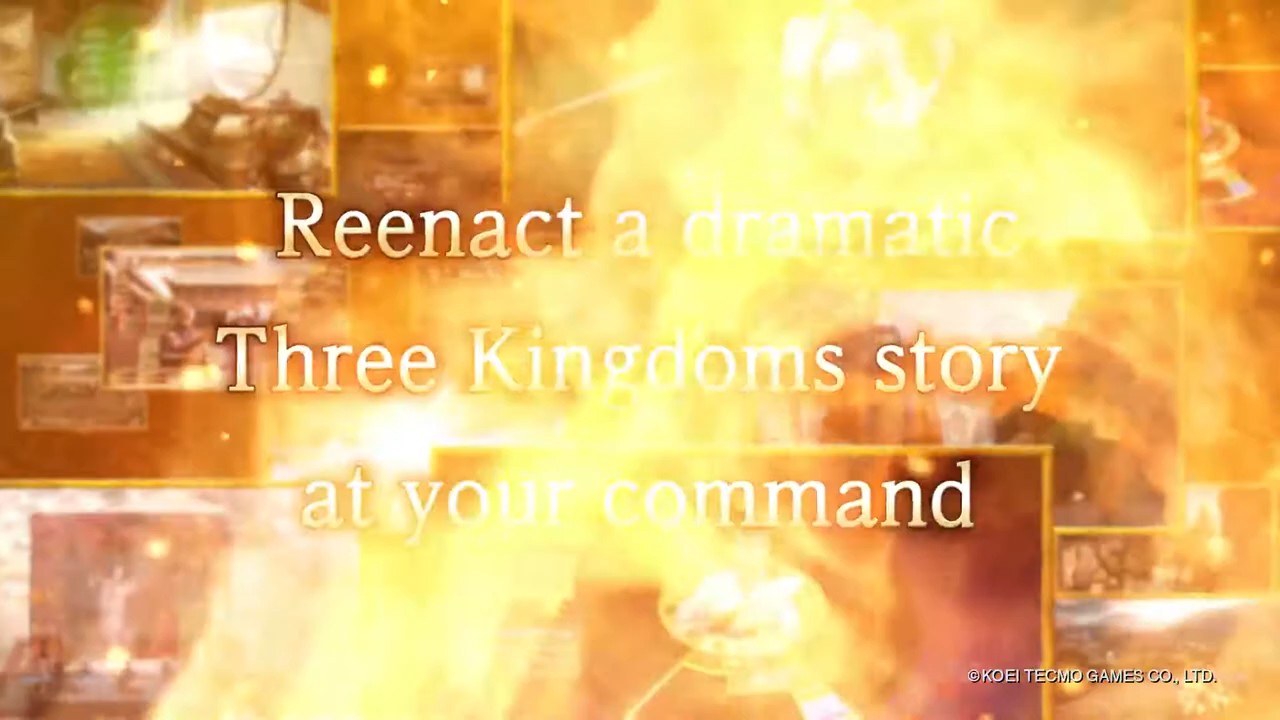 Reenact a dramatic
Three Kingdoms story
at your command
©KOEI TECMO GAMES CO., LTD.